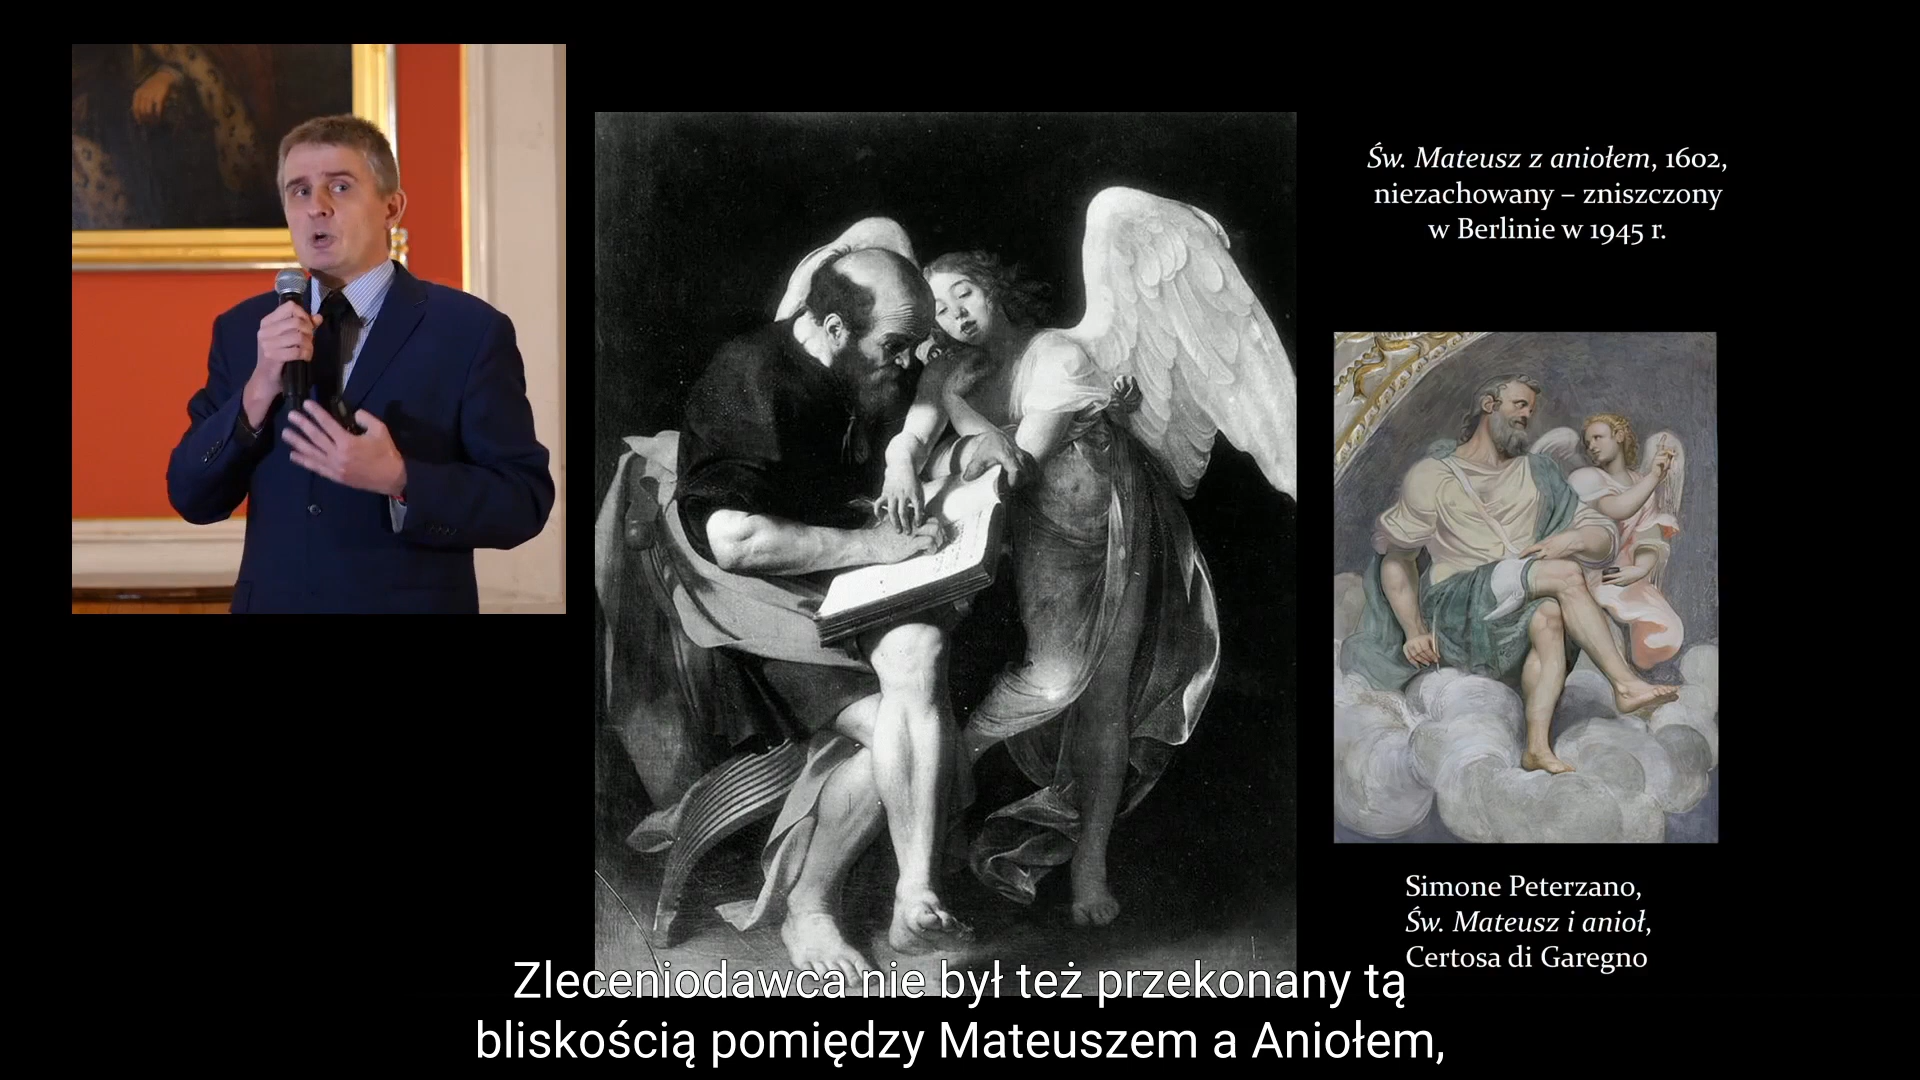 Św. Mateusz z aniołem, 1602,
niezachowany – zniszczony
w Berlinie w 1945 r.
Simone Peterzano,
Św. Mateusz i anioł,
Certosa di Garegno
Zleceniodawca nie był też przekonany tą
bliskością pomiędzy Mateuszem a Aniołem,